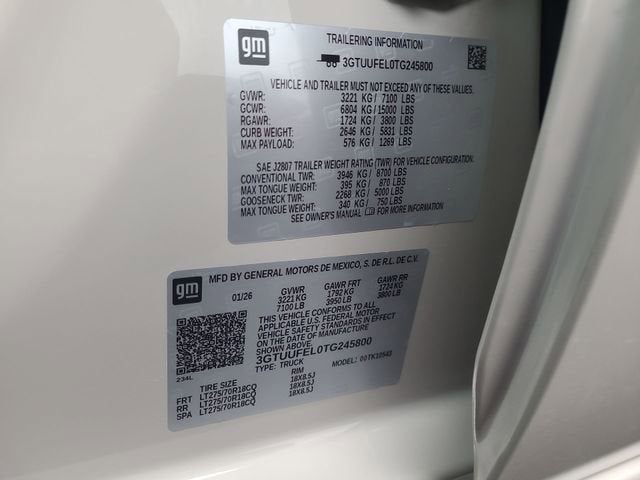 gm
TRAILERING INFORMATION
3GTUUFEL0TG245800
VEHICLE AND TRAILER MUST NOT EXCEED ANY OF THESE VALUES.
GVWR: 3221 KG / 7100 LBS
GCWR: 6804 KG / 15000 LBS
RGAWR: 1724 KG / 3800 LBS
CURB WEIGHT: 2646 KG / 5831 LBS
MAX PAYLOAD: 576 KG / 1269 LBS
SAE J2807 TRAILER WEIGHT RATING (TWR) FOR VEHICLE CONFIGURATION.
CONVENTIONAL TWR: 3946 KG / 8700 LBS
MAX TONGUE WEIGHT: 395 KG / 870 LBS
GOOSENECK TWR: 2268 KG / 5000 LBS
MAX TONGUE WEIGHT: 340 KG / 750 LBS
SEE OWNER'S MANUAL FOR MORE INFORMATION
gm
MFD BY GENERAL MOTORS DE MEXICO, S. DE R.L. DE C.V.
01/26 GVWR GAWR FRT GAWR RR
3221 KG 1792 KG 1724 KG
7100 LB 3950 LB 3800 LB
THIS VEHICLE CONFORMS TO ALL
APPLICABLE U.S. FEDERAL MOTOR
VEHICLE SAFETY STANDARDS IN EFFECT
ON THE DATE OF MANUFACTURE
3GTUUFEL0TG245800
TYPE: TRUCK MODEL: 00TK10543
234L
TIRE SIZE RIM
FRT LT275/70R18CQ 18X8.5J
RR LT275/70R18CQ 18X8.5J
SPA LT275/70R18CQ 18X8.5J